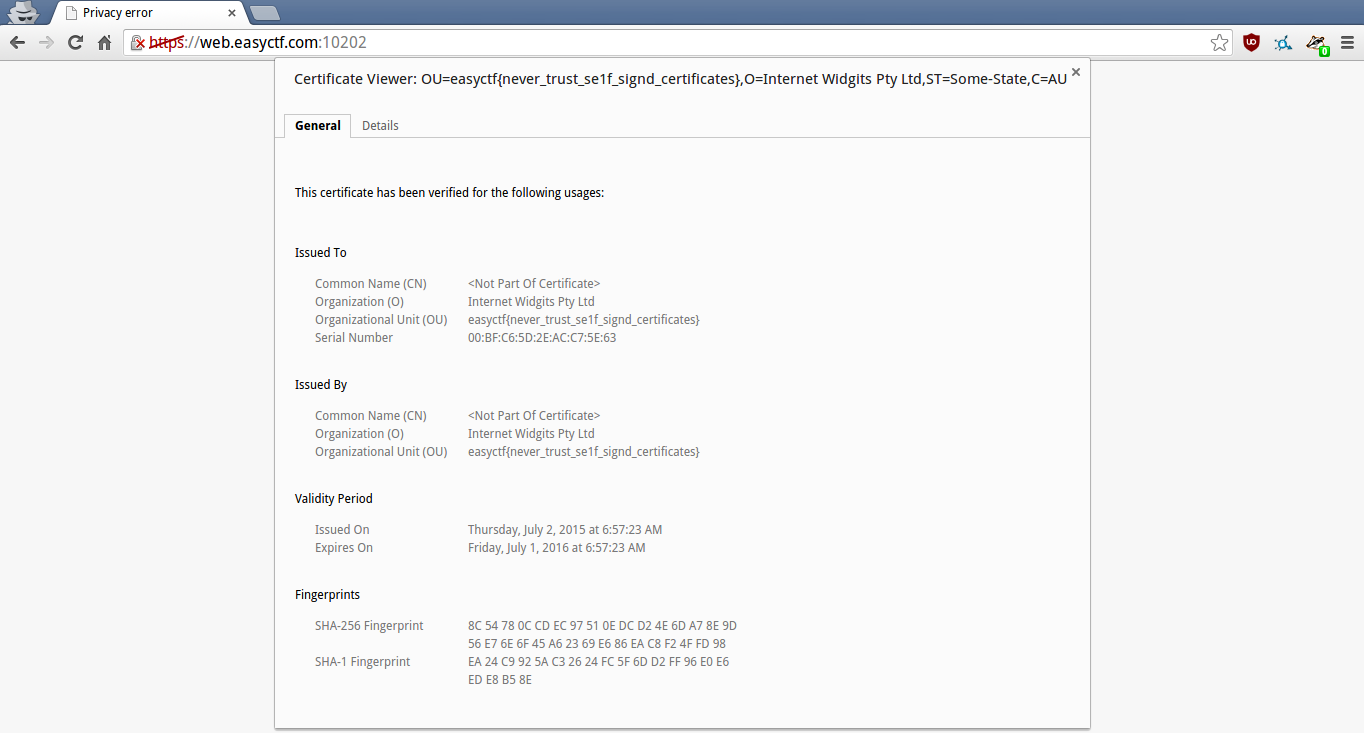 Privacy error
https://web.easyctf.com:10202
0
Certificate Viewer: OU=easyctf{never_trust_se1f_signd_certificates},O=Internet Widgits Pty Ltd,ST=Some-State,C=AU
General Details
This certificate has been verified for the following usages:
Issued To
Common Name (CN) <Not Part Of Certificate>
Organization (O) Internet Widgits Pty Ltd
Organizational Unit (OU) easyctf{never_trust_se1f_signd_certificates}
Serial Number 00:BF:C6:5D:2E:AC:C7:5E:63
Issued By
Common Name (CN) <Not Part Of Certificate>
Organization (O) Internet Widgits Pty Ltd
Organizational Unit (OU) easyctf{never_trust_se1f_signd_certificates}
Validity Period
Issued On Thursday, July 2, 2015 at 6:57:23 AM
Expires On Friday, July 1, 2016 at 6:57:23 AM
Fingerprints
SHA-256 Fingerprint 8C 54 78 0C CD EC 97 51 0E DC D2 4E 6D A7 8E 9D
56 E7 6E 6F 45 A6 23 69 E6 86 EA C8 F2 4F FD 98
SHA-1 Fingerprint EA 24 C9 92 5A C3 26 24 FC 5F 6D D2 FF 96 E0 E6
ED E8 B5 8E